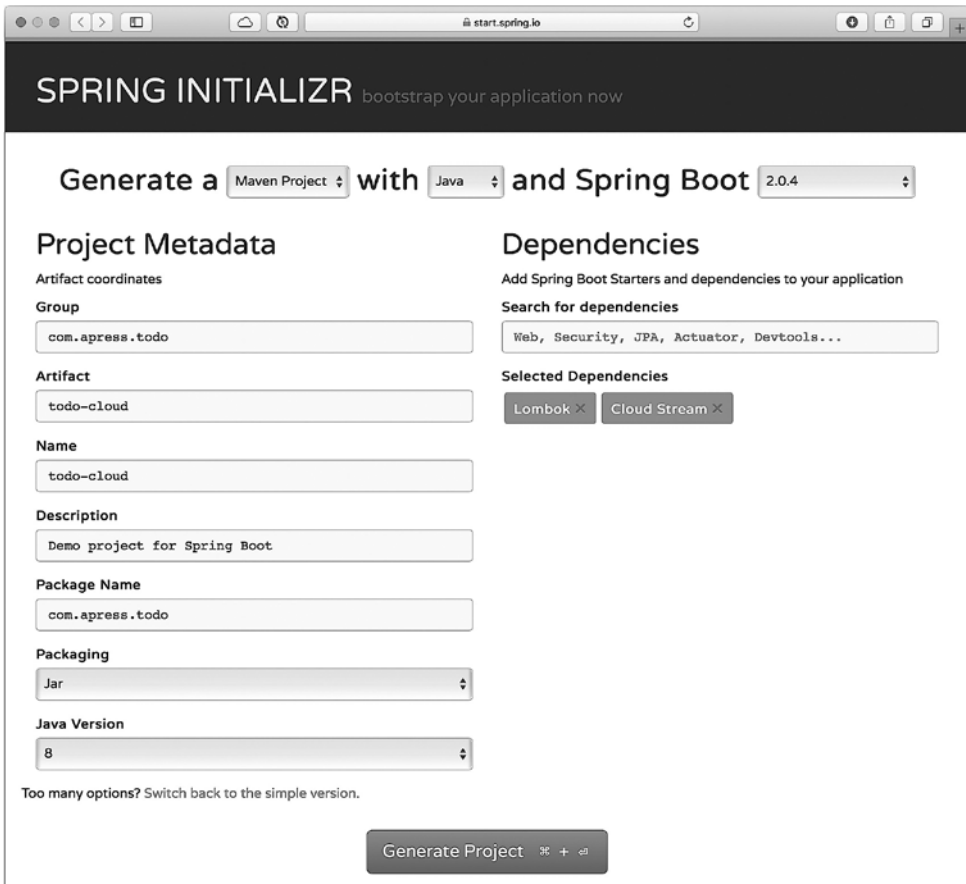 start.spring.io
SPRING INITIALIZR bootstrap your application now
Generate a Maven Project with Java and Spring Boot 2.0.4
Project Metadata
Artifact coordinates
Group
com.apress.todo
Artifact
todo-cloud
Name
todo-cloud
Description
Demo project for Spring Boot
Package Name
com.apress.todo
Packaging
Jar
Java Version
8
Too many options? Switch back to the simple version.
Dependencies
Add Spring Boot Starters and dependencies to your application
Search for dependencies
Web, Security, JPA, Actuator, Devtools...
Selected Dependencies
Lombok × Cloud Stream ×
Generate Project ⌘ + ⏎